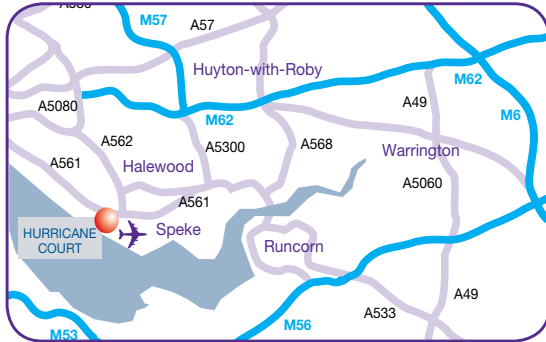 M57
A57
Huyton-with-Roby
M62
M6
A5080
A49
M62
A562
A5300
A568
Warrington
A561
Halewood
A5060
A561
HURRICANE
COURT
Speke
Runcorn
A49
A533
M56
M53